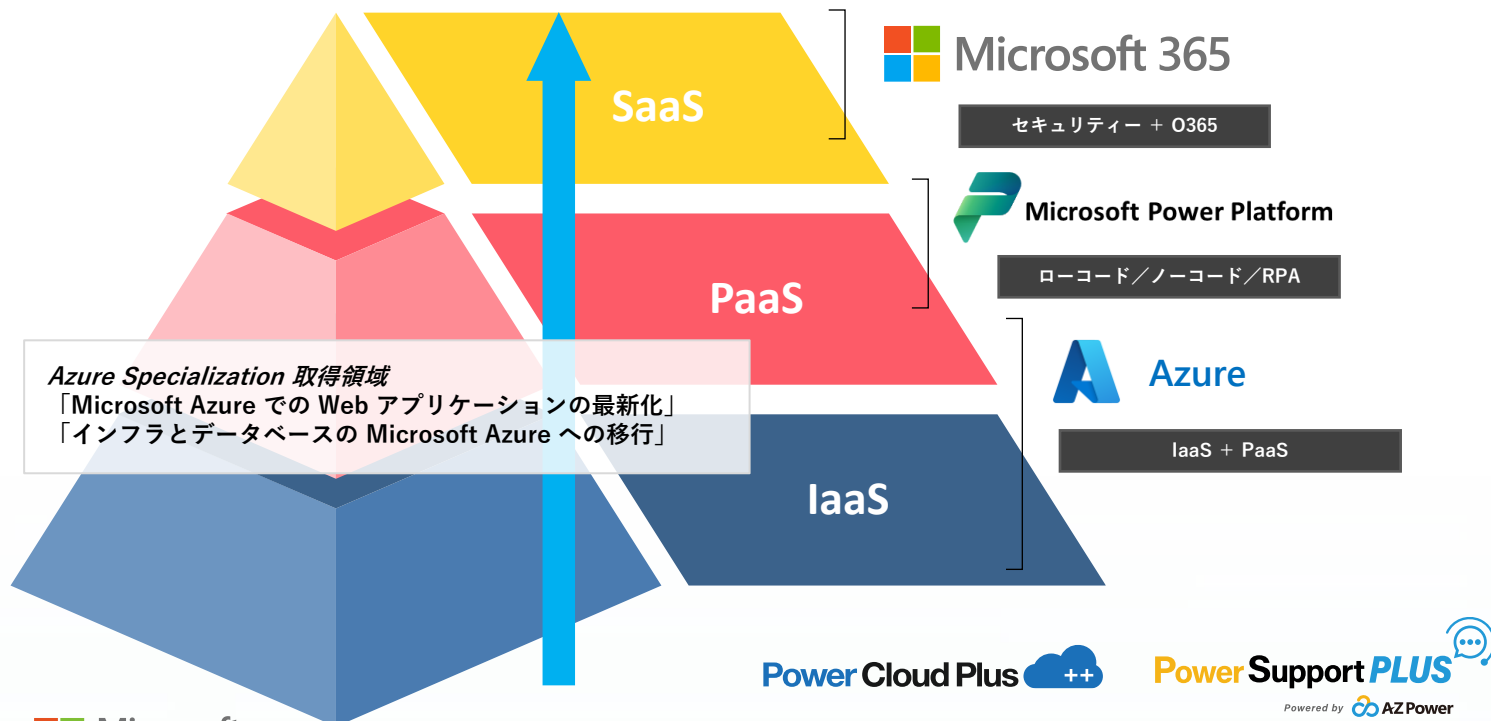 SaaS
Microsoft 365
セキュリティー + O365
Microsoft Power Platform
ローコード／ノーコード／RPA
PaaS
Azure Specialization 取得領域
「Microsoft Azure での Web アプリケーションの最新化」
「インフラとデータベースの Microsoft Azure への移行」
Azure
IaaS + PaaS
IaaS
Power Cloud Plus ++
Power Support PLUS
Powered by AZ Power
Microsoft